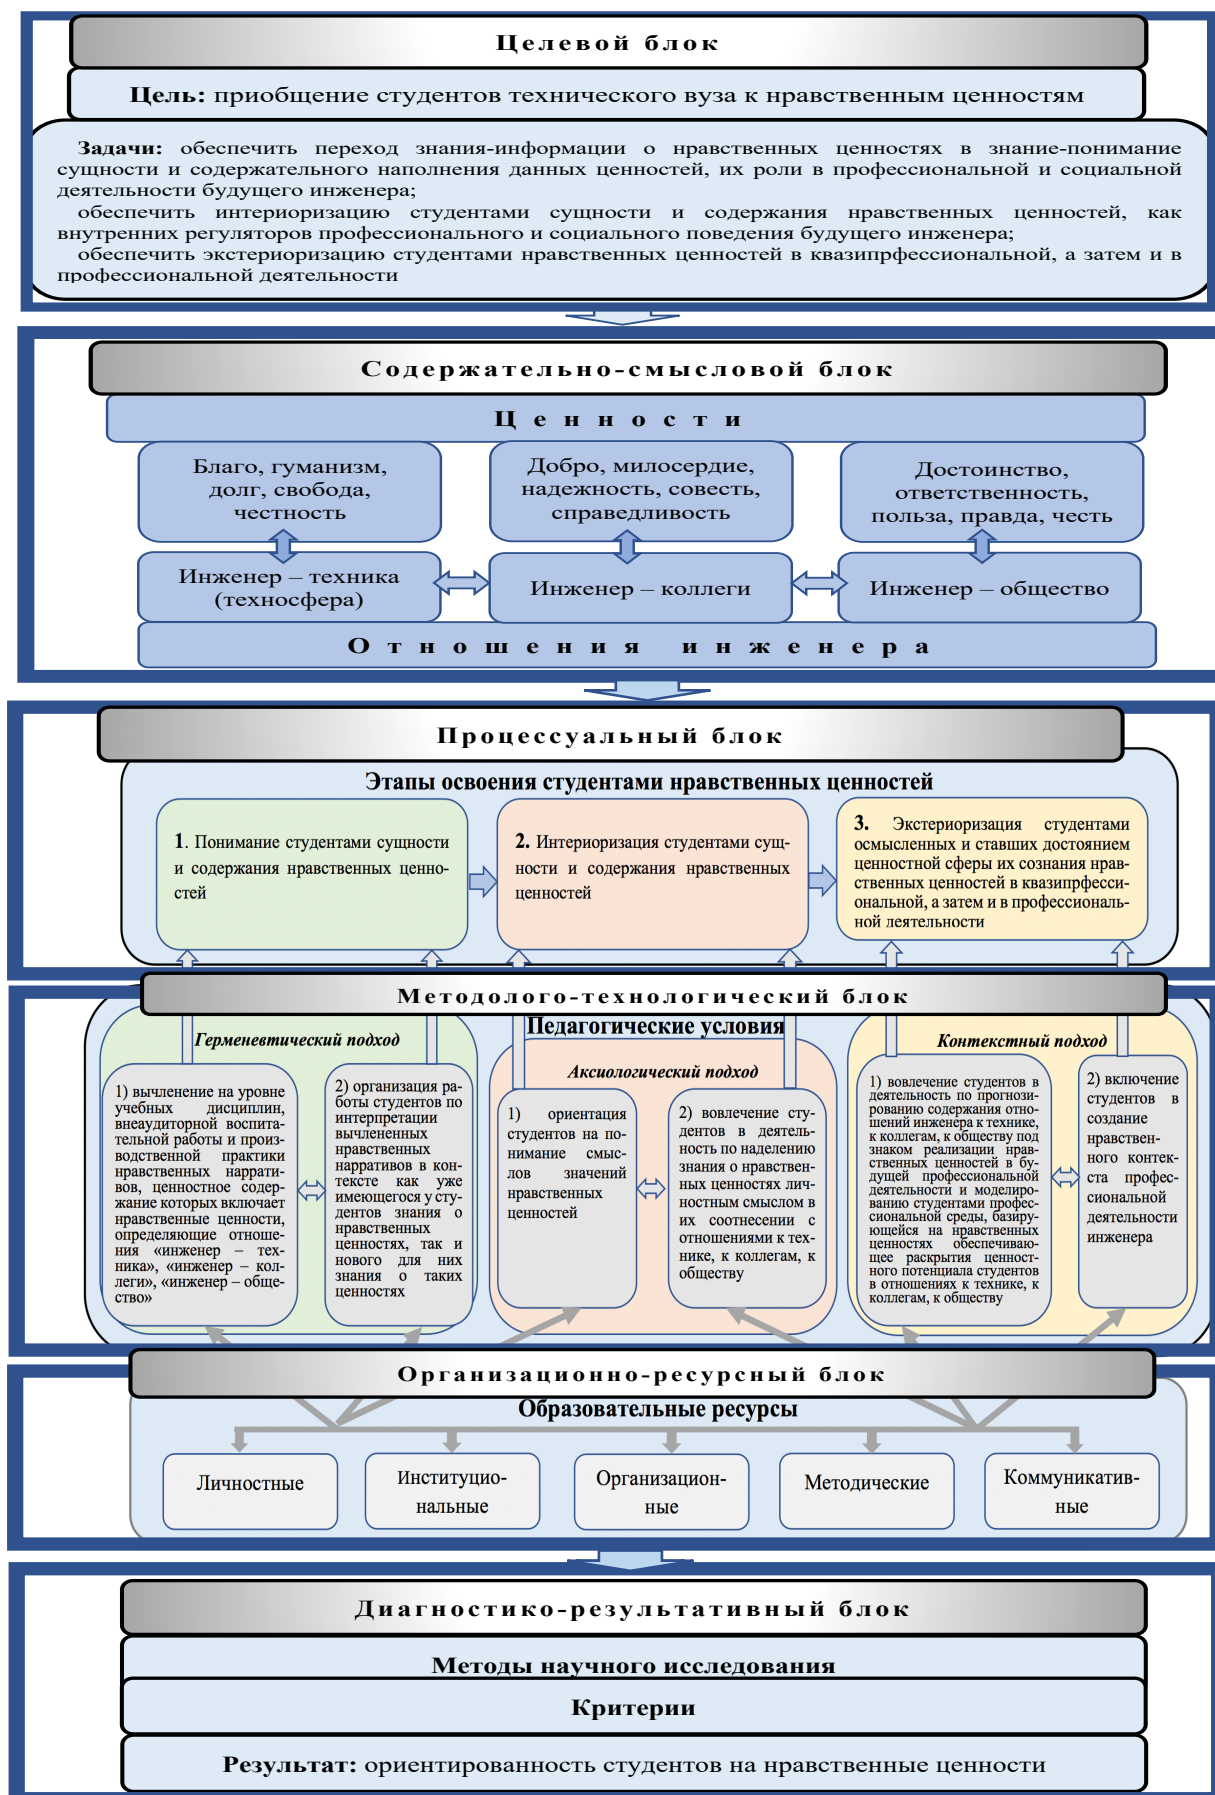 Целевой блок
Цель: приобщение студентов технического вуза к нравственным ценностям
Задачи: обеспечить переход знания-информации о нравственных ценностях в знание-понимание
сущности и содержательного наполнения данных ценностей, их роли в профессиональной и социальной
деятельности будущего инженера;
обеспечить интериоризацию студентами сущности и содержания нравственных ценностей, как
внутренних регуляторов профессионального и социального поведения будущего инженера;
обеспечить экстериоризацию студентами нравственных ценностей в квазипрфессиональной, а затем и в
профессиональной деятельности
Содержательно-смысловой блок
Ценности
Благо, гуманизм,
долг, свобода,
честность
Добро, милосердие,
надежность, совесть,
справедливость
Достоинство,
ответственность,
польза, правда, честь
Инженер – техника
(техносфера)
Инженер – коллеги
Инженер – общество
Отношения инженера
Процессуальный блок
Этапы освоения студентами нравственных ценностей
1. Понимание студентами сущности
и содержания нравственных ценно-
стей
2. Интериоризация студентами сущ-
ности и содержания нравственных
ценностей
3. Экстериоризация студентами
осмысленных и ставших достоянием
ценностной сферы их сознания нрав-
ственных ценностей в квазипрфесси-
ональной, а затем и в профессиональ-
ной деятельности
Методолого-технологический блок
Педагогические условия
Герменевтический подход
1) вычленение на уровне
учебных дисциплин,
внеаудиторной воспита-
тельной работы и произ-
водственной практики
нравственных наррати-
вов, ценностное содер-
жание которых включает
нравственные ценности,
определяющие отноше-
ния «инженер – тех-
ника», «инженер – кол-
леги», «инженер – обще-
ство»
2) организация ра-
боты студентов по
интерпретации
вычлененных
нравственных
нарративов в кон-
тексте как уже
имеющегося у сту-
дентов знания о
нравственных
ценностях, так и
нового для них
знания о таких
ценностях
Аксиологический подход
1) ориентация
студентов на по-
нимание смыс-
лов значений
нравственных
ценностей
2) вовлечение сту-
дентов в деятель-
ность по наделению
знания о нравствен-
ных ценностях лич-
ностным смыслом в
их соотнесении с
отношениями к тех-
нике, к коллегам, к
обществу
Контекстный подход
1) вовлечение студентов в
деятельность по прогнози-
рованию содержания отно-
шений инженера к технике,
к коллегам, к обществу под
знаком реализации нрав-
ственных ценностей в бу-
дущей профессиональной
деятельности и моделиро-
ванию студентами профес-
сиональной среды, базиру-
ющейся на нравственных
ценностях обеспечиваю-
щее раскрытия ценност-
ного потенциала студентов
в отношениях к технике, к
коллегам, к обществу
2) включение
студентов в
создание
нравствен-
ного контек-
ста профес-
сиональной
деятельности
инженера
Организационно-ресурсный блок
Образовательные ресурсы
Личностные
Институцио-
нальные
Организацион-
ные
Методические
Коммуникатив-
ные
Диагностико-результативный блок
Методы научного исследования
Критерии
Результат: ориентированность студентов на нравственные ценности